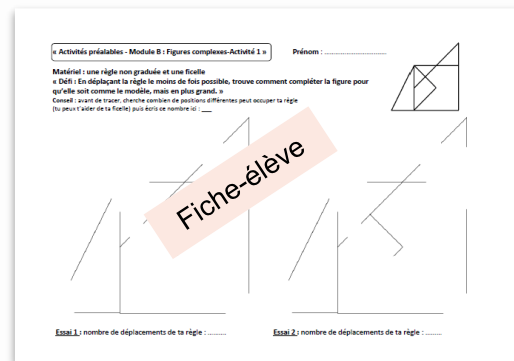 « Activités préalables - Module B : Figures complexes-Activité 1 » Prénom : ..............................
Matériel : une règle non graduée et une ficelle
« Défi : En déplaçant la règle le moins de fois possible, trouve comment compléter la figure pour
qu'elle soit comme le modèle, mais en plus grand. »
Conseil : avant de tracer, cherche combien de positions différentes peut occuper ta règle
(tu peux t'aider de ta ficelle) puis écris ce nombre ici : ___
Fiche-élève
Essai 1 : nombre de déplacements de ta règle : ......... Essai 2 : nombre de déplacements de ta règle : ........